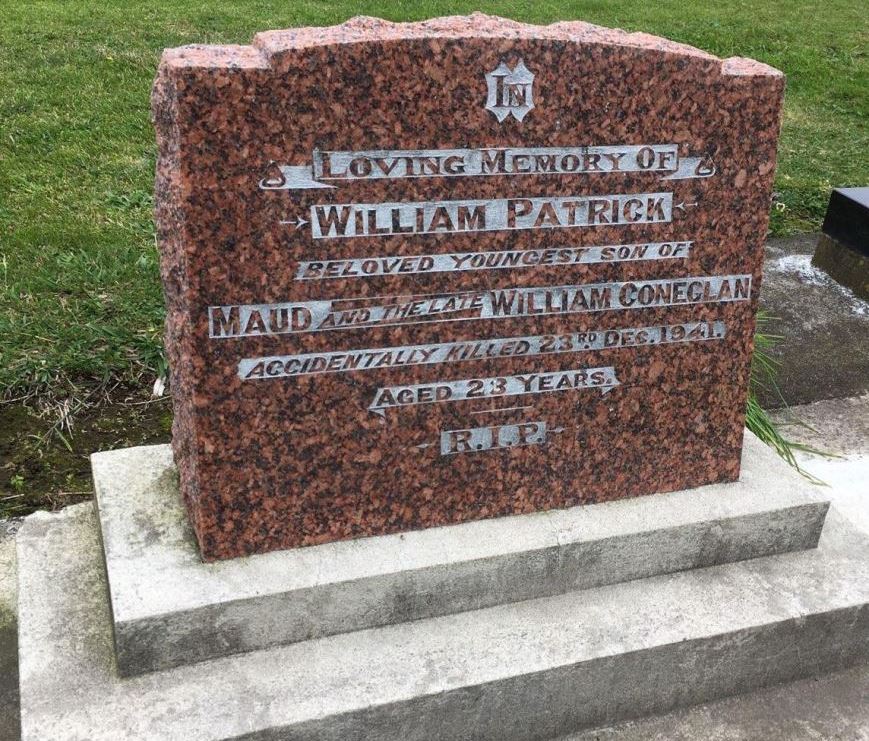 IN
LOVING MEMORY OF
WILLIAM PATRICK
BELOVED YOUNGEST SON OF
MAUD AND THE LATE WILLIAM CONEGLAN
ACCIDENTALLY KILLED 23RD DEC. 1941.
AGED 23 YEARS.
R.I.P.